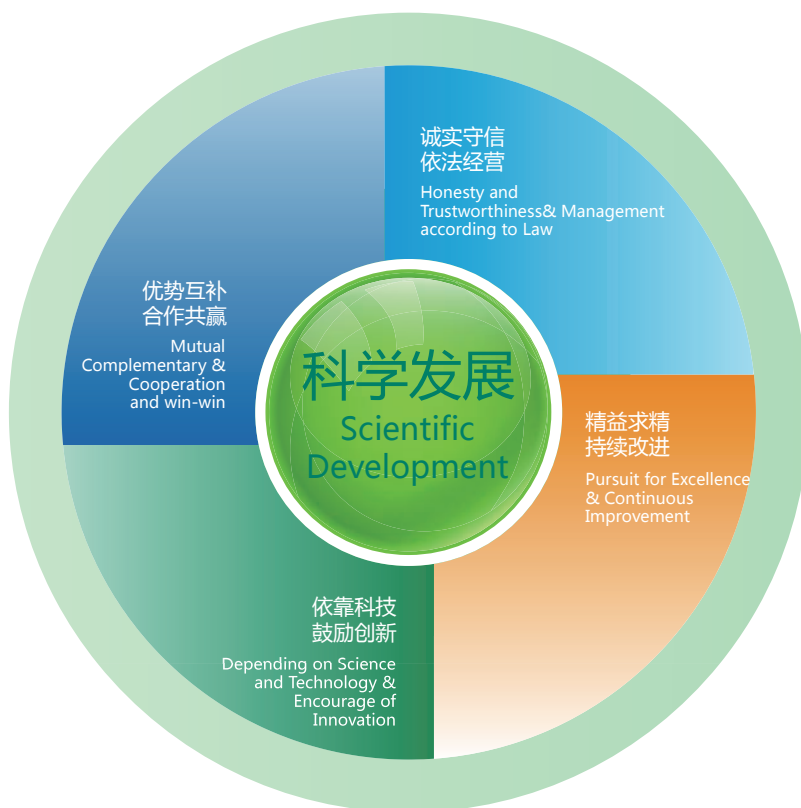 诚实守信
依法经营
Honesty and
Trustworthiness& Management
according to Law
优势互补
合作共赢
Mutual
Complementary &
Cooperation
and win-win
科学发展
Scientific
Development
精益求精
持续改进
Pursuit for Excellence
& Continuous
Improvement
依靠科技
鼓励创新
Depending on Science
and Technology &
Encourage of
Innovation